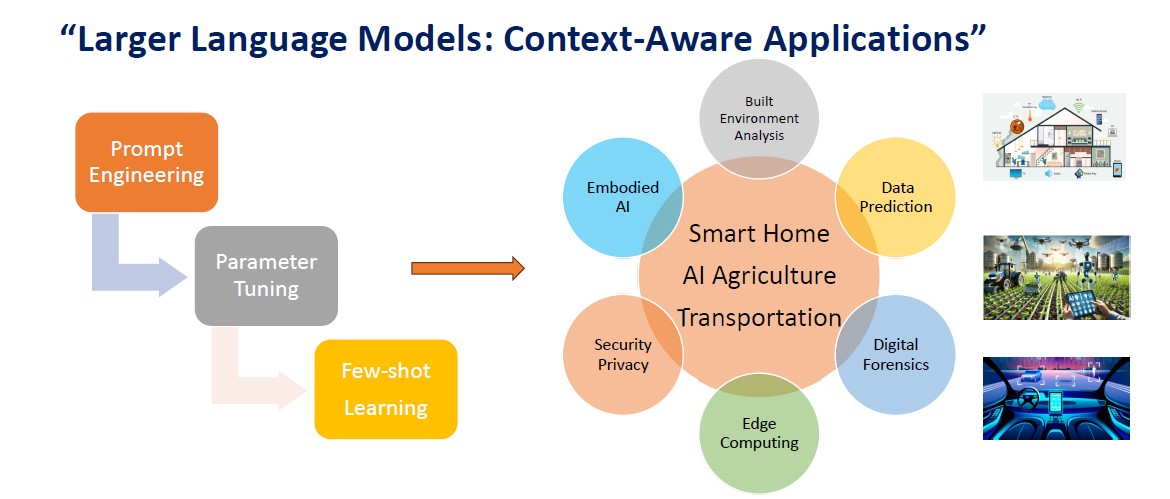 “Larger Language Models: Context-Aware Applications”
Prompt
Engineering
Parameter
Tuning
Few-shot
Learning
Built
Environment
Analysis
Embodied
AI
Data
Prediction
Smart Home
AI Agriculture
Transportation
Security
Privacy
Digital
Forensics
Edge
Computing